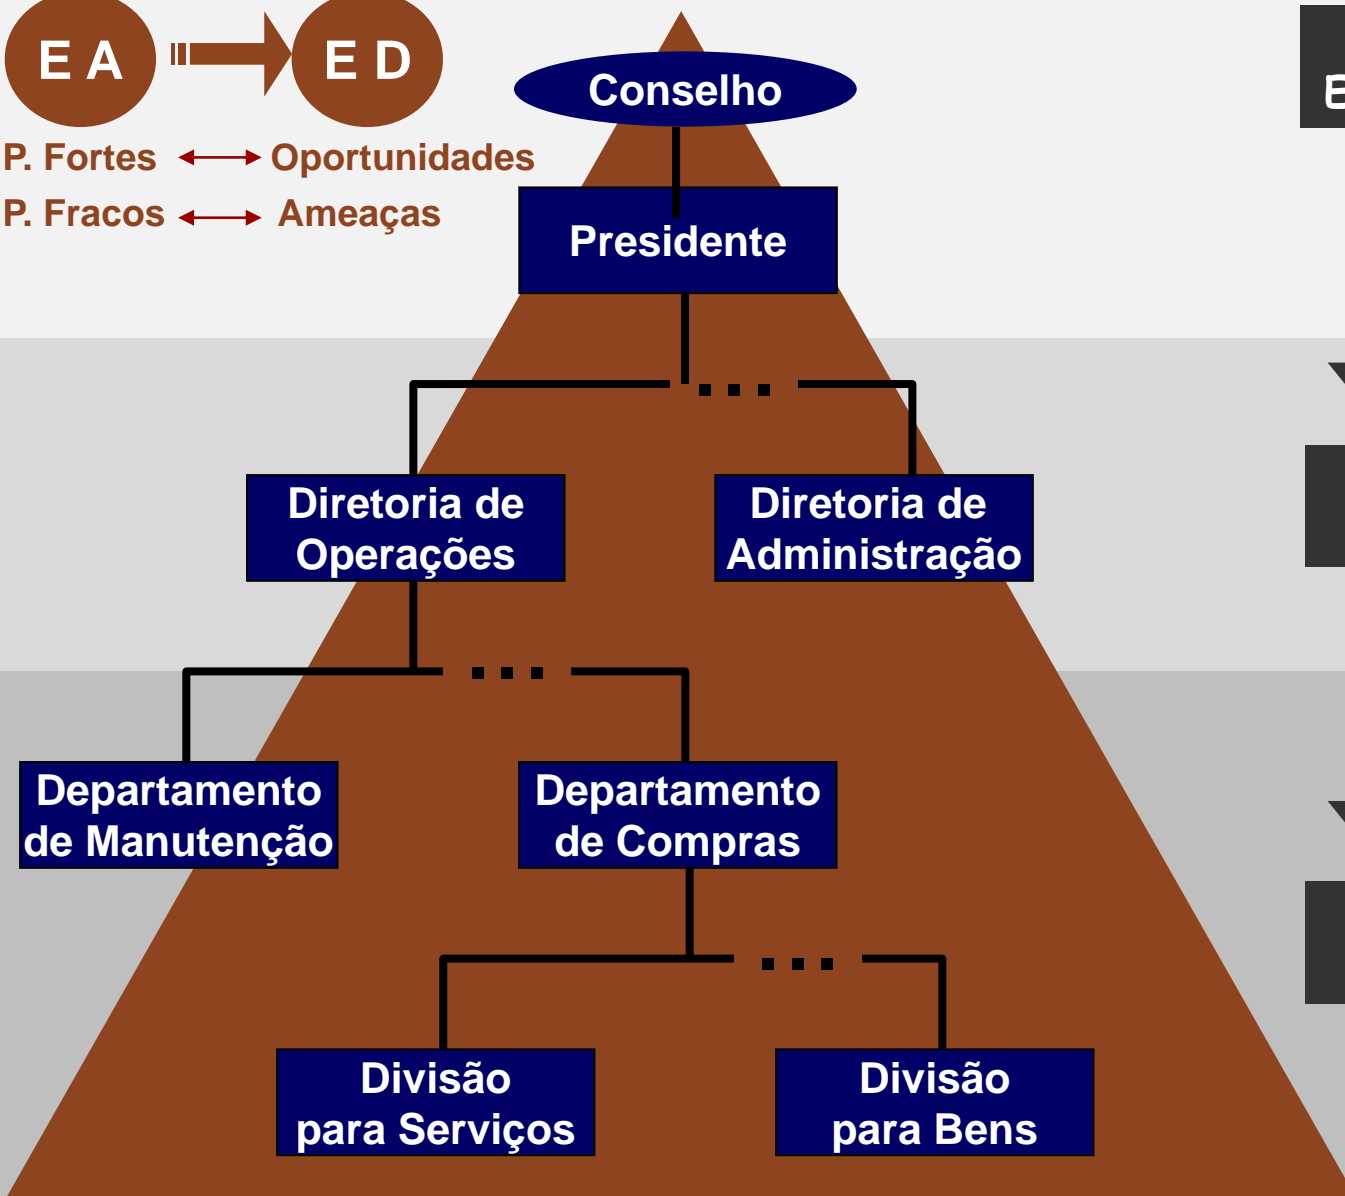 E A
E D
P. Fortes
Oportunidades
P. Fracos
Ameaças
Conselho
Presidente
Diretoria de
Operações
Diretoria de
Administração
Departamento
de Manutenção
Departamento
de Compras
Divisão
para Serviços
Divisão
para Bens